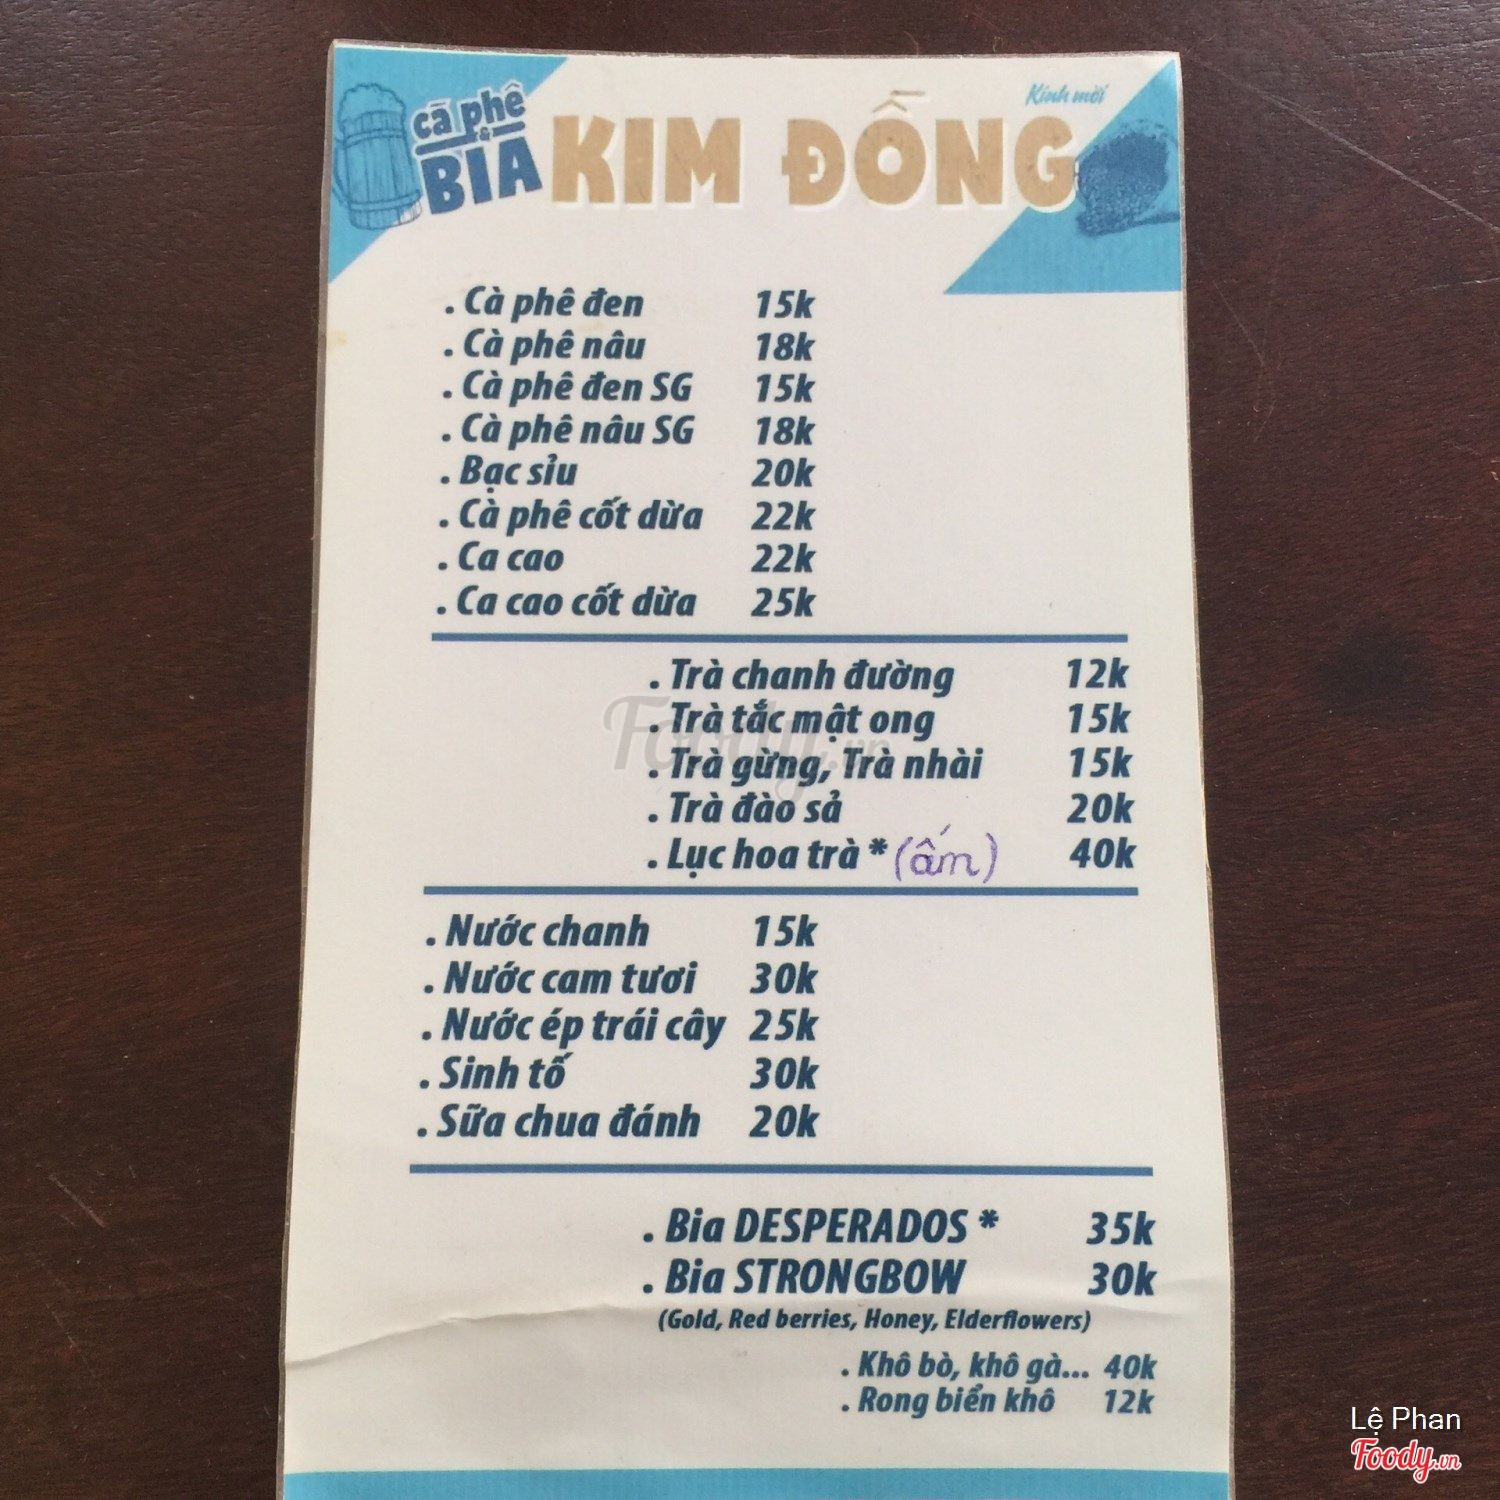 cà phê
&
BIA
KIM ĐỒNG
Kính mời
. Cà phê đen 15k
. Cà phê nâu 18k
. Cà phê đen SG 15k
. Cà phê nâu SG 18k
. Bạc sỉu 20k
. Cà phê cốt dừa 22k
. Ca cao 22k
. Ca cao cốt dừa 25k
. Trà chanh đường 12k
. Trà tắc mật ong 15k
Foody.vn
. Trà gừng, Trà nhài 15k
. Trà đào sả 20k
. Lục hoa trà * (ấm) 40k
. Nước chanh 15k
. Nước cam tươi 30k
. Nước ép trái cây 25k
. Sinh tố 30k
. Sữa chua đánh 20k
. Bia DESPERADOS * 35k
. Bia STRONGBOW 30k
(Gold, Red berries, Honey, Elderflowers)
. Khô bò, khô gà... 40k
. Rong biển khô 12k
Lệ Phan
Foody.vn